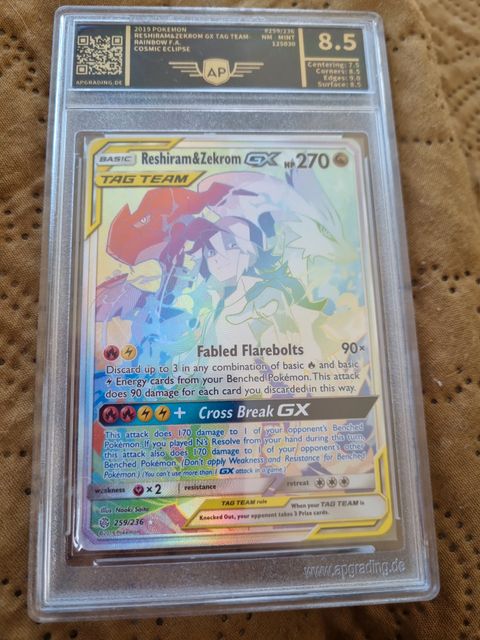 2019 POKEMON #259/236
RESHIRAM&ZEKROM GX TAG TEAM- NM - MINT
RAINBOW F.A. 125030
COSMIC ECLIPSE
8.5
AP
Centering: 7.5
Corners: 8.5
Edges: 9.0
Surface: 8.5
APGRADING.DE
BASIC Reshiram&Zekrom GX HP270
TAG TEAM
Fabled Flarebolts 90×
Discard up to 3 in any combination of basic and basic
Energy cards from your Benched Pokémon. This attack
does 90 damage for each card you discarded in this way.
+ Cross Break GX
This attack does 170 damage to 1 of your opponent's Benched
Pokémon. If you played N's Resolve from your hand during this turn,
this attack also does 170 damage to 1 of your opponent's other
Benched Pokémon. (Don't apply Weakness and Resistance for Benched
Pokémon.) (You can't use more than 1 GX attack in a game.)
weakness ×2 resistance retreat
TAG TEAM rule When your TAG TEAM is
Knocked Out, your opponent takes 3 Prize cards.
Illus. Naoki Saito
259/236
www.apgrading.de